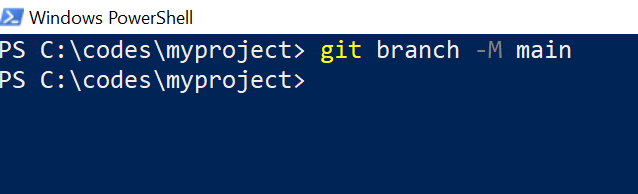 Windows PowerShell
PS C:\codes\myproject> git branch -M main
PS C:\codes\myproject>